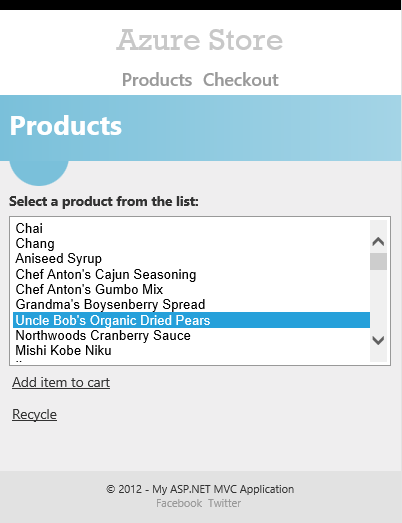 Azure Store
Products Checkout
Products
Select a product from the list:
Chai
Chang
Aniseed Syrup
Chef Anton's Cajun Seasoning
Chef Anton's Gumbo Mix
Grandma's Boysenberry Spread
Uncle Bob's Organic Dried Pears
Northwoods Cranberry Sauce
Mishi Kobe Niku
Add item to cart
Recycle
© 2012 - My ASP.NET MVC Application
Facebook Twitter